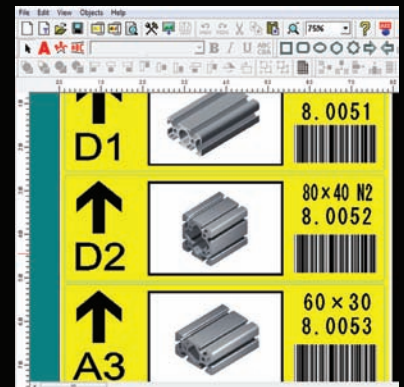 File Edit View Objects Help
75%
A
B I U
8.0051
D1
80×40 N2
8.0052
D2
60×30
8.0053
A3